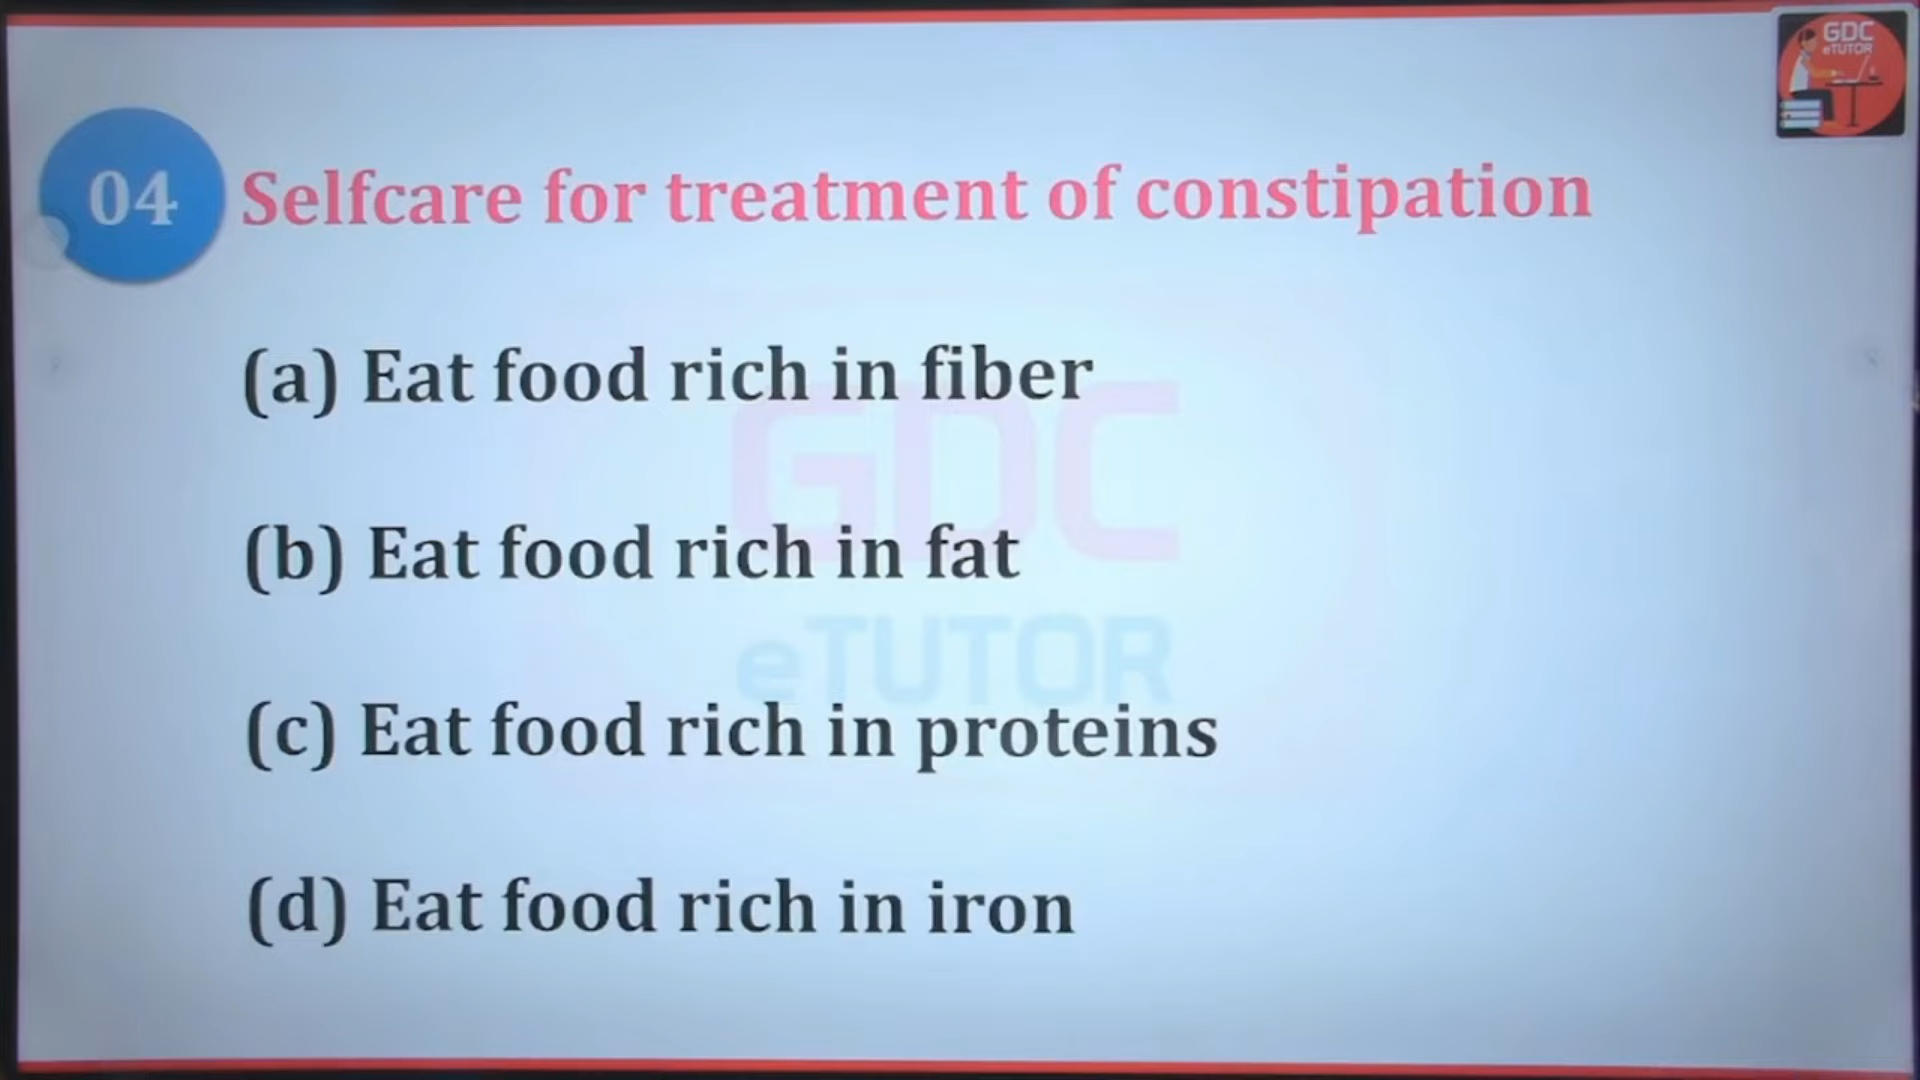 GDC
eTUTOR
04 Selfcare for treatment of constipation
(a) Eat food rich in fiber
(b) Eat food rich in fat
(c) Eat food rich in proteins
(d) Eat food rich in iron
GDC
eTUTOR